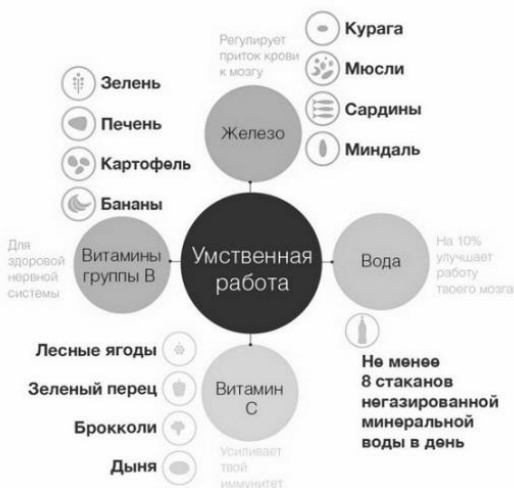 Регулирует
приток крови
к мозгу
Железо
Курага
Мюсли
Сардины
Миндаль
Зелень
Печень
Картофель
Бананы
Для
здоровой
нервной
системы
Витамины
группы В
Умственная
работа
Вода
На 10%
улучшает
работу
твоего мозга
Не менее
8 стаканов
негазированной
минеральной
воды в день
Лесные ягоды
Зеленый перец
Брокколи
Дыня
Витамин
С
Усиливает
твой
иммунитет